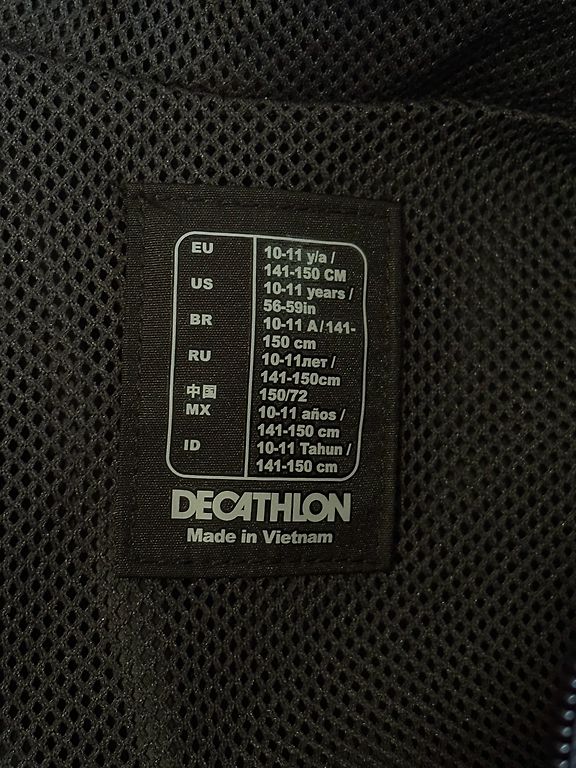 EU 10-11 y/a /
141-150 CM
US 10-11 years /
56-59in
BR 10-11 A/141-
150 cm
RU 10-11лет /
141-150cm
中国 150/72
MX 10-11 años /
141-150 cm
ID 10-11 Tahun /
141-150 cm
DECATHLON
Made in Vietnam